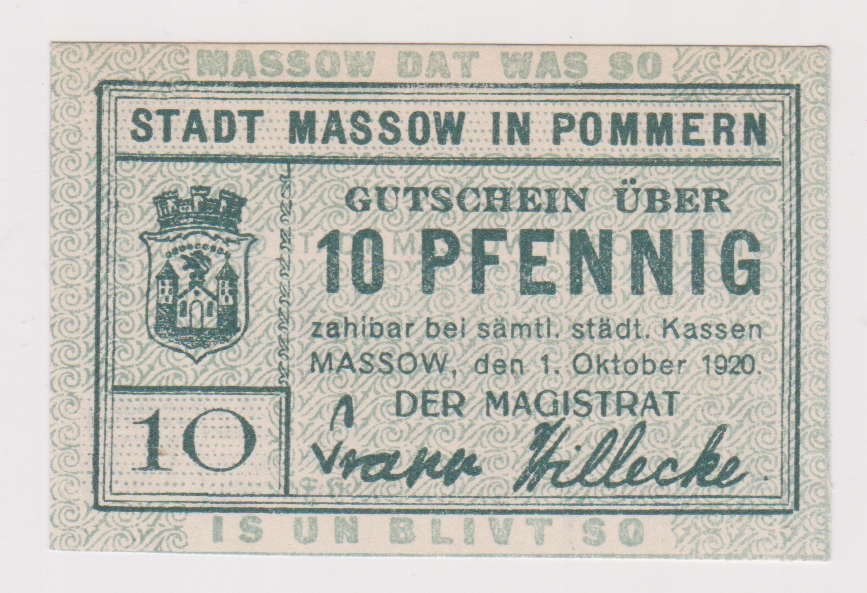 MASSOW DAT WAS SO
STADT MASSOW IN POMMERN
GUTSCHEIN ÜBER
10 PFENNIG
zahlbar bei sämtl. städt. Kassen
MASSOW, den 1. Oktober 1920.
DER MAGISTRAT
10
Willecke.
IS UN BLIVT SO